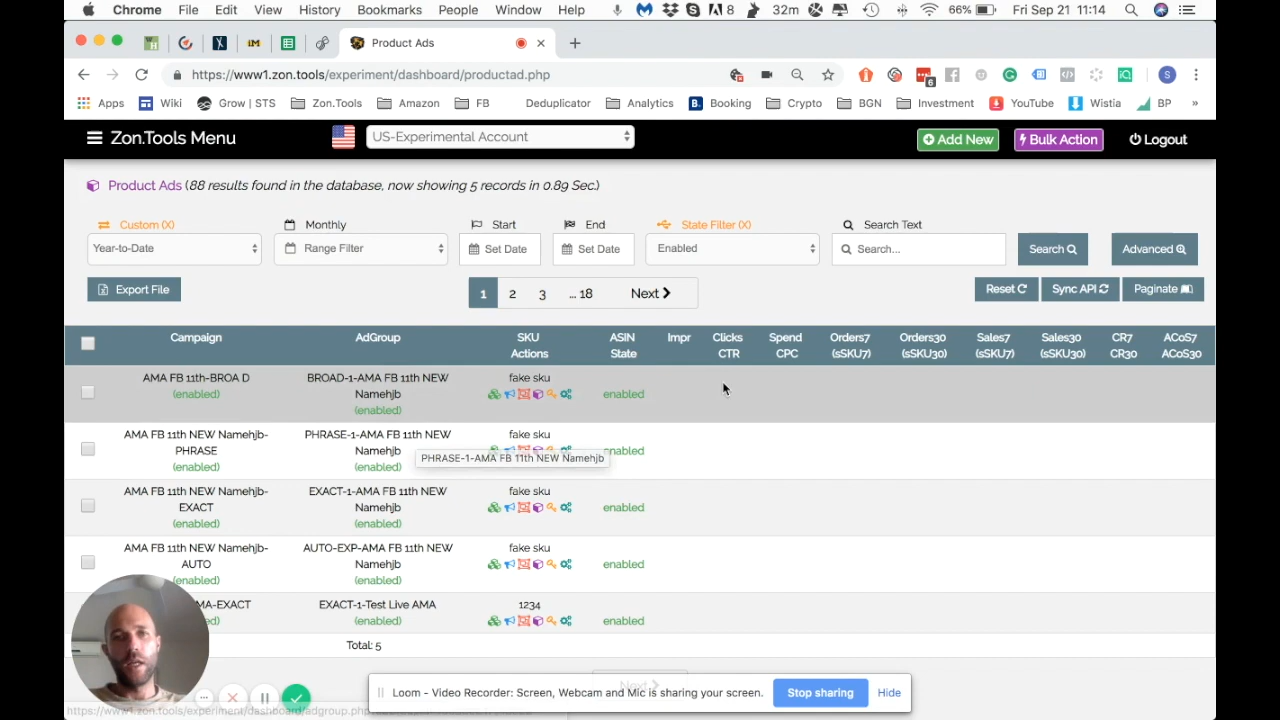 Chrome File Edit View History Bookmarks People Window Help 8 32m 66% Fri Sep 21 11:14
Product Ads
https://www1.zon.tools/experiment/dashboard/productad.php 6 S
Apps Wiki Grow | STS Zon.Tools Amazon FB Deduplicator Analytics Booking Crypto BGN Investment YouTube Wistia BP »
Zon.Tools Menu US-Experimental Account Add New Bulk Action Logout
Product Ads (88 results found in the database, now showing 5 records in 0.89 Sec.)
Custom (X) Monthly Start End State Filter (X) Search Text
Year-to-Date Range Filter Set Date Set Date Enabled Search... Search Advanced
Export File 1 2 3 ... 18 Next Reset Sync API Paginate
Campaign AdGroup SKU ASIN Impr Clicks Spend Orders7 Orders30 Sales7 Sales30 CR7 ACoS7
Actions State CTR CPC (sSKU7) (sSKU30) (sSKU7) (sSKU30) CR30 ACoS30
AMA FB 11th-BROA D BROAD-1-AMA FB 11th NEW fake sku
(enabled) Namehjb enabled
(enabled)
AMA FB 11th NEW Namehjb- PHRASE-1-AMA FB 11th NEW fake sku
PHRASE Namehjb enabled
PHRASE-1-AMA FB 11th NEW Namehjb
(enabled) (enabled)
AMA FB 11th NEW Namehjb- EXACT-1-AMA FB 11th NEW fake sku
EXACT Namehjb enabled
(enabled) (enabled)
AMA FB 11th NEW Namehjb- AUTO-EXP-AMA FB 11th NEW fake sku
AUTO Namehjb enabled
(enabled) (enabled)
MA-EXACT EXACT-1-Test Live AMA 1234
(enabled) enabled
Total: 5
Next
Loom - Video Recorder: Screen, Webcam and Mic is sharing your screen. Stop sharing Hide